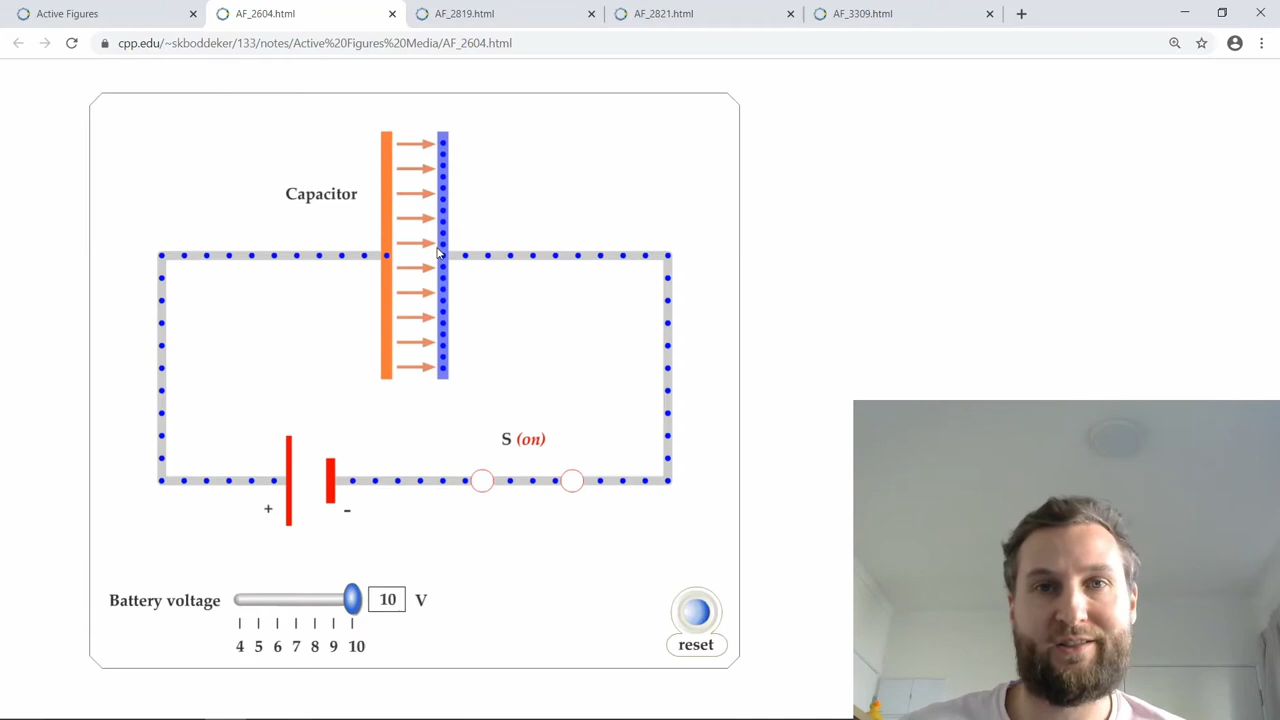 Active Figures
AF_2604.html
AF_2819.html
AF_2821.html
AF_3309.html
cpp.edu/~skboddeker/133/notes/Active%20Figures%20Media/AF_2604.html
Capacitor
S (on)
+
-
Battery voltage
10
V
4 5 6 7 8 9 10
reset